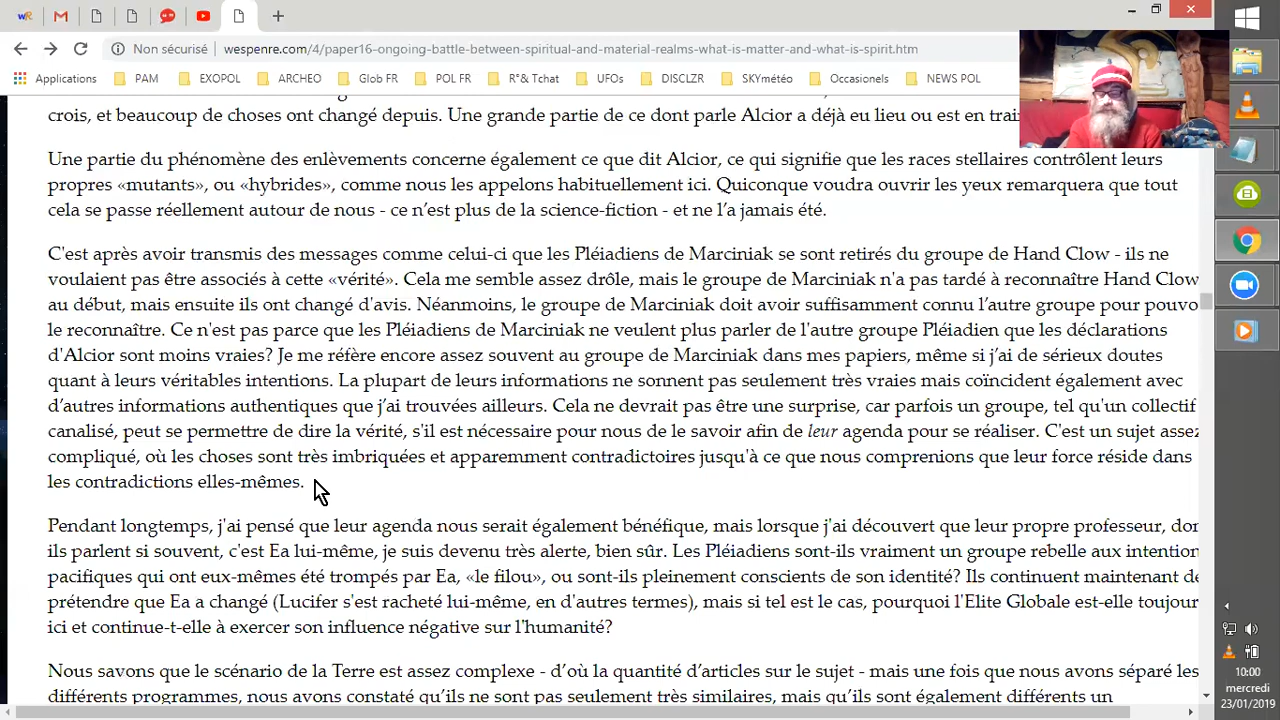 Non sécurisé
wespenre.com/4/paper16-ongoing-battle-between-spiritual-and-material-realms-what-is-matter-and-what-is-spirit.htm
Applications PAM EXOPOL ARCHEO Glob FR POL FR R°& Tchat UFOs DISCLZR SKYmétéo Occasionels NEWS POL
crois, et beaucoup de choses ont changé depuis. Une grande partie de ce dont parle Alcior a déjà eu lieu ou est en trai
Une partie du phénomène des enlèvements concerne également ce que dit Alcior, ce qui signifie que les races stellaires contrôlent leurs
propres «mutants», ou «hybrides», comme nous les appelons habituellement ici. Quiconque voudra ouvrir les yeux remarquera que tout
cela se passe réellement autour de nous - ce n’est plus de la science-fiction - et ne l’a jamais été.
C'est après avoir transmis des messages comme celui-ci que les Pléiadiens de Marciniak se sont retirés du groupe de Hand Clow - ils ne
voulaient pas être associés à cette «vérité». Cela me semble assez drôle, mais le groupe de Marciniak n'a pas tardé à reconnaître Hand Clow
au début, mais ensuite ils ont changé d'avis. Néanmoins, le groupe de Marciniak doit avoir suffisamment connu l’autre groupe pour pouvo
le reconnaître. Ce n'est pas parce que les Pléiadiens de Marciniak ne veulent plus parler de l'autre groupe Pléiadien que les déclarations
d'Alcior sont moins vraies? Je me réfère encore assez souvent au groupe de Marciniak dans mes papiers, même si j’ai de sérieux doutes
quant à leurs véritables intentions. La plupart de leurs informations ne sonnent pas seulement très vraies mais coïncident également avec
d’autres informations authentiques que j’ai trouvées ailleurs. Cela ne devrait pas être une surprise, car parfois un groupe, tel qu'un collectif
canalisé, peut se permettre de dire la vérité, s'il est nécessaire pour nous de le savoir afin de leur agenda pour se réaliser. C'est un sujet assez
compliqué, où les choses sont très imbriquées et apparemment contradictoires jusqu'à ce que nous comprenions que leur force réside dans
les contradictions elles-mêmes.
Pendant longtemps, j'ai pensé que leur agenda nous serait également bénéfique, mais lorsque j'ai découvert que leur propre professeur, don
ils parlent si souvent, c'est Ea lui-même, je suis devenu très alerte, bien sûr. Les Pléiadiens sont-ils vraiment un groupe rebelle aux intention
pacifiques qui ont eux-mêmes été trompés par Ea, «le filou», ou sont-ils pleinement conscients de son identité? Ils continuent maintenant de
prétendre que Ea a changé (Lucifer s'est racheté lui-même, en d'autres termes), mais si tel est le cas, pourquoi l'Elite Globale est-elle toujour
ici et continue-t-elle à exercer son influence négative sur l'humanité?
Nous savons que le scénario de la Terre est assez complexe - d’où la quantité d’articles sur le sujet - mais une fois que nous avons séparé les
différents programmes, nous avons constaté qu’ils ne sont pas seulement très similaires, mais qu’ils sont également différents un
10:00
mercredi
23/01/2019